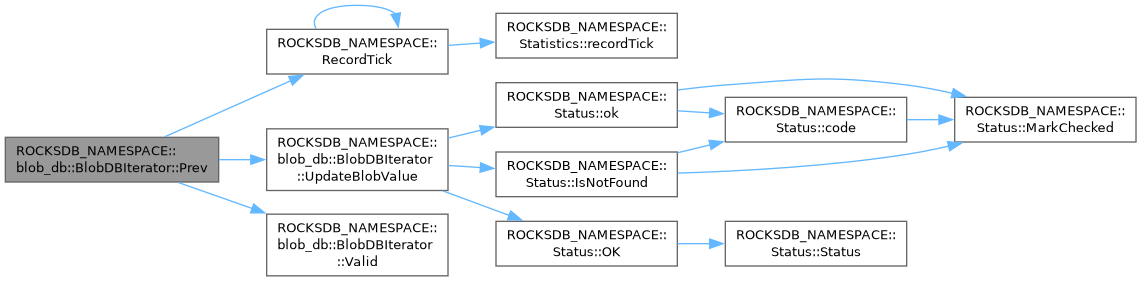 ROCKSDB_NAMESPACE::
blob_db::BlobDBIterator::Prev
ROCKSDB_NAMESPACE::
RecordTick
ROCKSDB_NAMESPACE::
Statistics::recordTick
ROCKSDB_NAMESPACE::
blob_db::BlobDBIterator
::UpdateBlobValue
ROCKSDB_NAMESPACE::
Status::ok
ROCKSDB_NAMESPACE::
Status::code
ROCKSDB_NAMESPACE::
Status::MarkChecked
ROCKSDB_NAMESPACE::
Status::IsNotFound
ROCKSDB_NAMESPACE::
Status::OK
ROCKSDB_NAMESPACE::
Status::Status
ROCKSDB_NAMESPACE::
blob_db::BlobDBIterator
::Valid